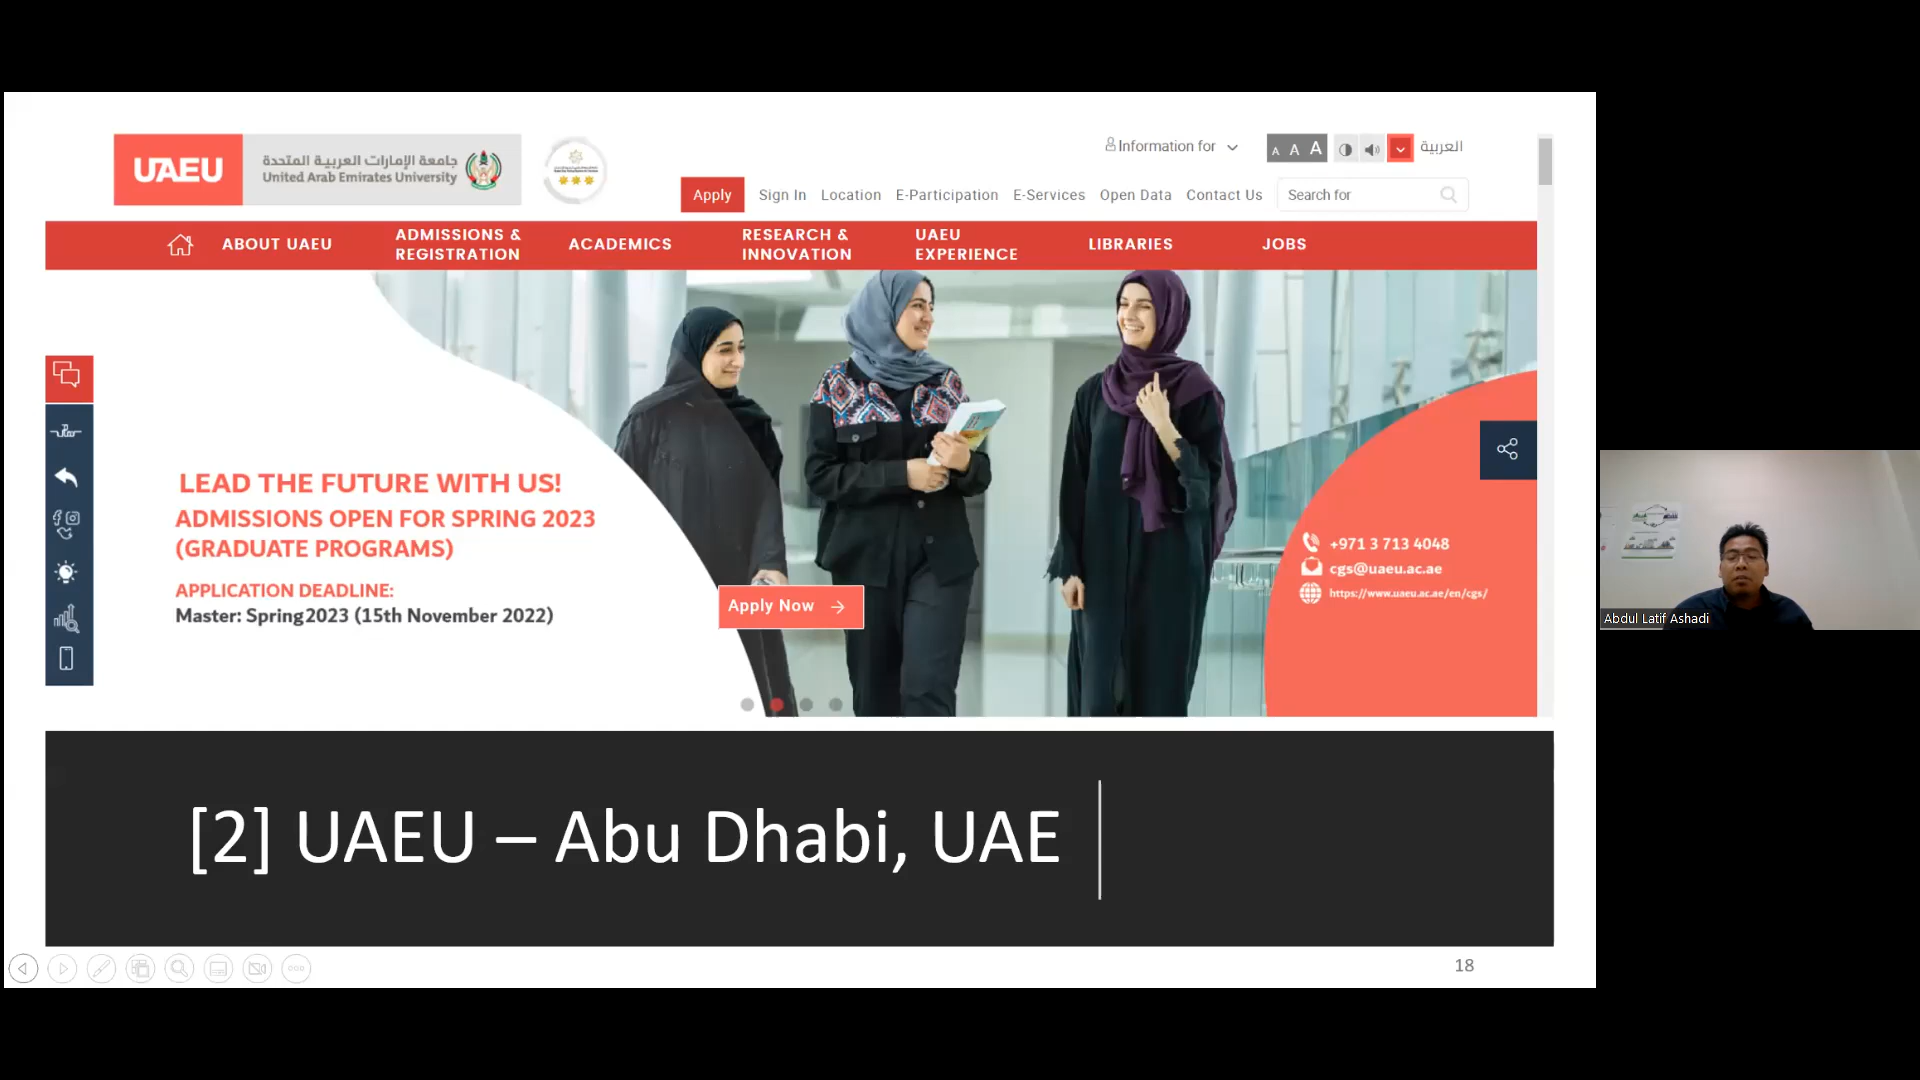 UAEU
جامعة الإمارات العربية المتحدة
United Arab Emirates University
Information for
A A A
العربية
Apply
Sign In
Location
E-Participation
E-Services
Open Data
Contact Us
Search for
ABOUT UAEU
ADMISSIONS &
REGISTRATION
ACADEMICS
RESEARCH &
INNOVATION
UAEU
EXPERIENCE
LIBRARIES
JOBS
LEAD THE FUTURE WITH US!
ADMISSIONS OPEN FOR SPRING 2023
(GRADUATE PROGRAMS)
APPLICATION DEADLINE:
Master: Spring2023 (15th November 2022)
Apply Now
+971 3 713 4048
cgs@uaeu.ac.ae
https://www.uaeu.ac.ae/en/cgs/
Abdul Latif Ashadi
[2] UAEU – Abu Dhabi, UAE
18